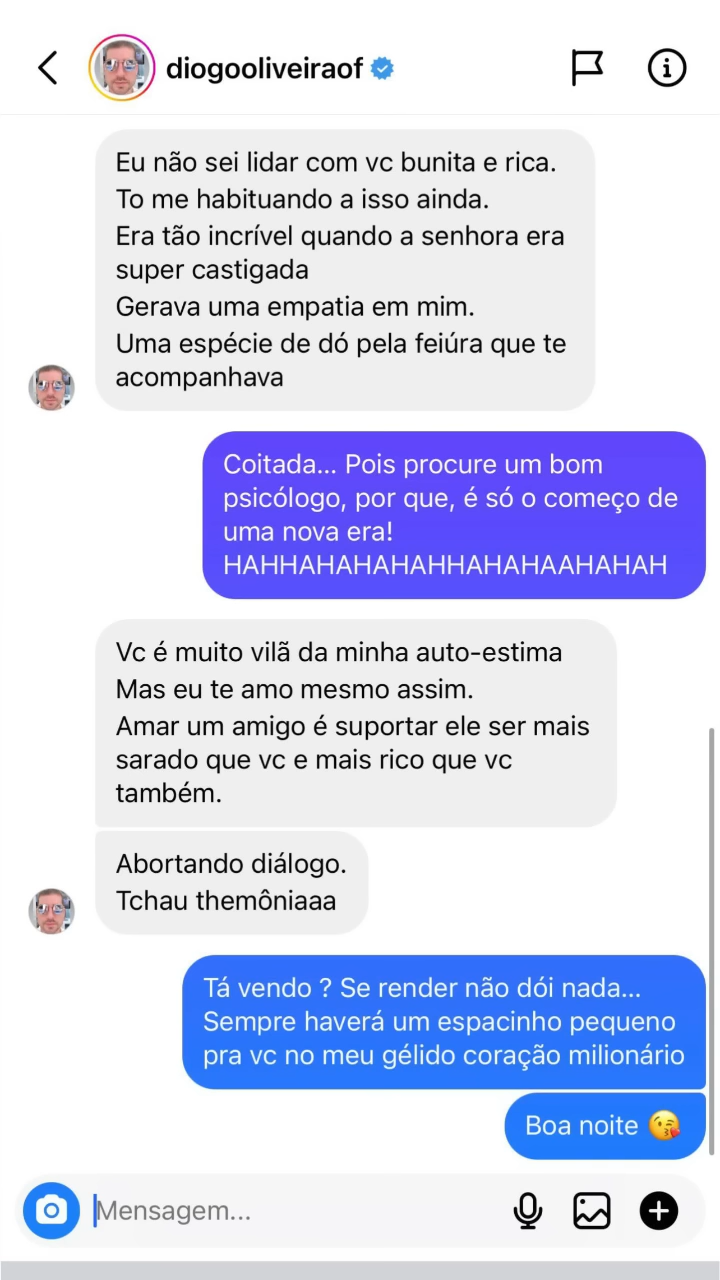 diogooliveiraof
Eu não sei lidar com vc bunita e rica.
To me habituando a isso ainda.
Era tão incrível quando a senhora era
super castigada
Gerava uma empatia em mim.
Uma espécie de dó pela feiúra que te
acompanhava
Coitada... Pois procure um bom
psicólogo, por que, é só o começo de
uma nova era!
HAHHAHAHAHAHHAHAHAAHAHAH
Vc é muito vilã da minha auto-estima
Mas eu te amo mesmo assim.
Amar um amigo é suportar ele ser mais
sarado que vc e mais rico que vc
também.
Abortando diálogo.
Tchau themôniaaa
Tá vendo ? Se render não dói nada...
Sempre haverá um espacinho pequeno
pra vc no meu gélido coração milionário
Boa noite 😘
Mensagem...